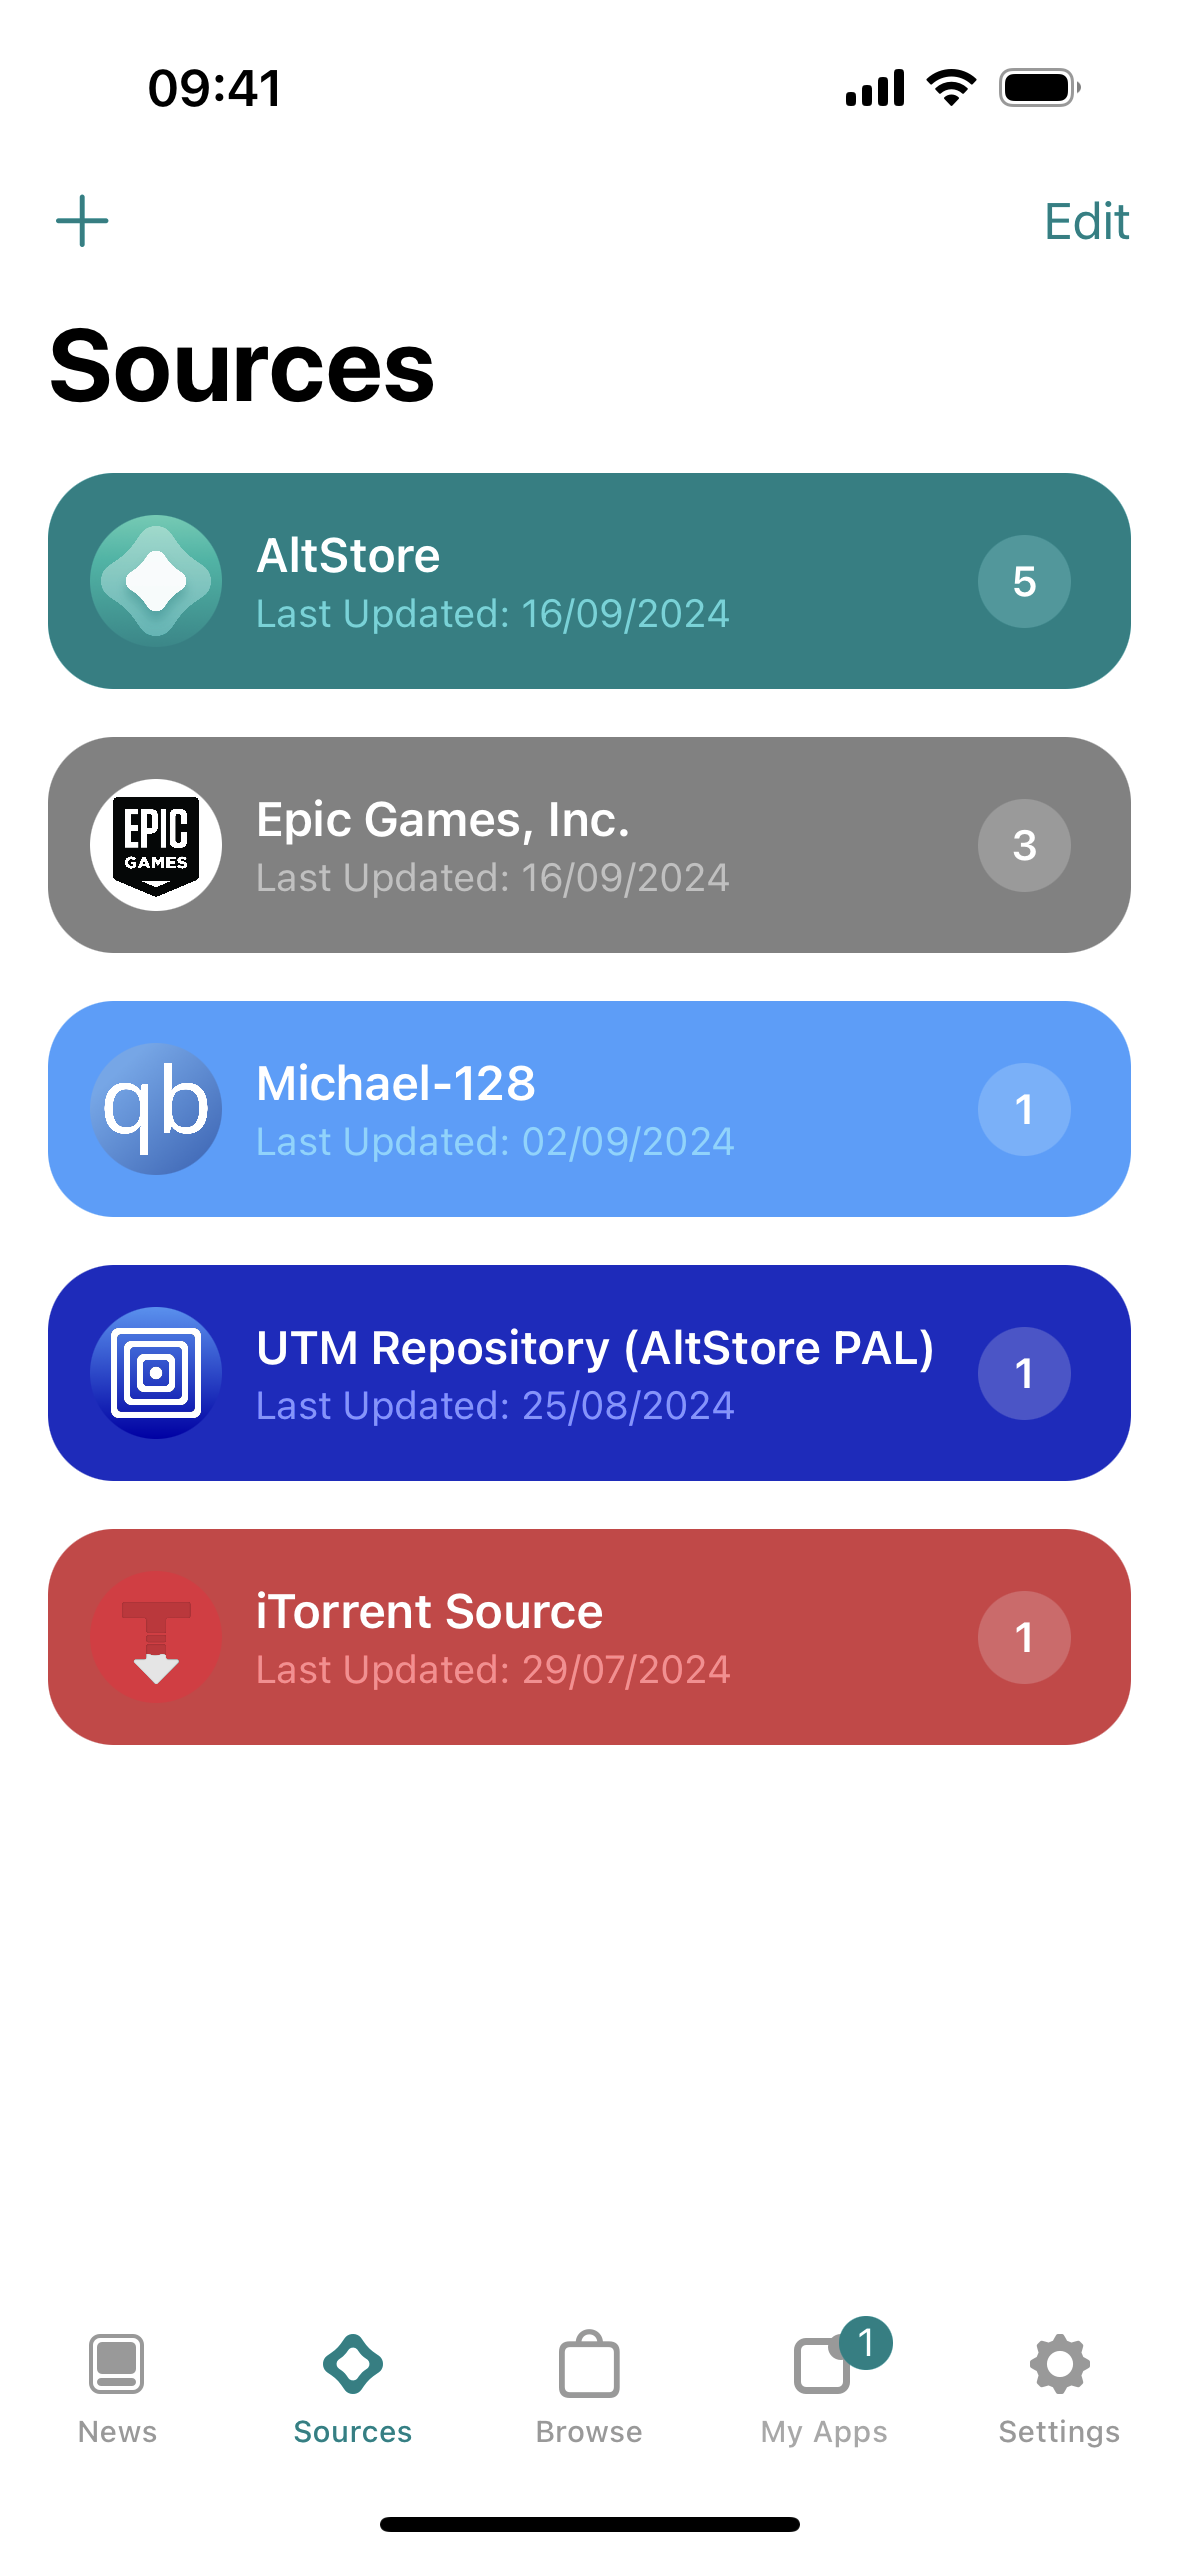 09:41
Edit
Sources
AltStore
Last Updated: 16/09/2024
5
EPIC
GAMES
Epic Games, Inc.
Last Updated: 16/09/2024
3
qb
Michael-128
Last Updated: 02/09/2024
1
UTM Repository (AltStore PAL)
Last Updated: 25/08/2024
1
iTorrent Source
Last Updated: 29/07/2024
1
1
News
Sources
Browse
My Apps
Settings